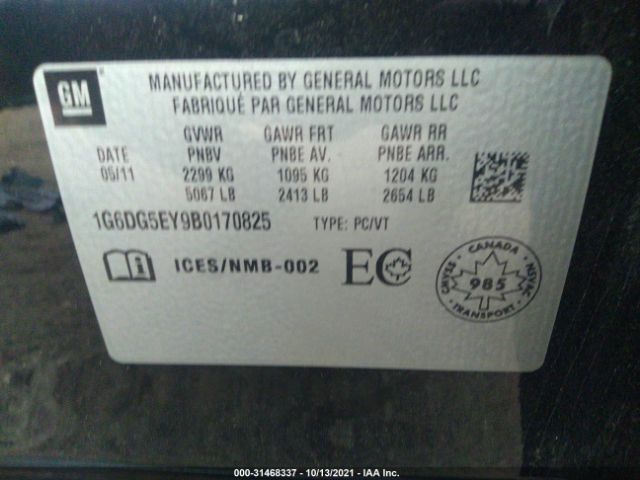 GM
MANUFACTURED BY GENERAL MOTORS LLC
FABRIQUÉ PAR GENERAL MOTORS LLC
GVWR GAWR FRT GAWR RR
DATE PNBV PNBE AV. PNBE ARR.
05/11 2299 KG 1095 KG 1204 KG
5067 LB 2413 LB 2654 LB
1G6DG5EY9B0170825 TYPE: PC/VT
i ICES/NMB-002 EC
CANADA
CMVSS 985 NSVAC
TRANSPORT
000-31468337 - 10/13/2021 - IAA Inc.